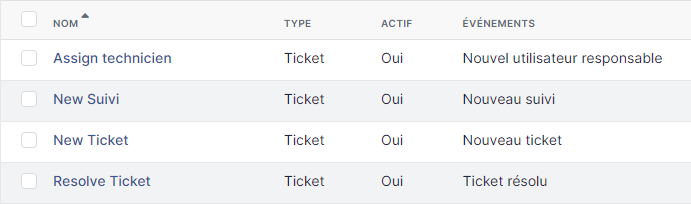 NOM TYPE ACTIF ÉVÉNEMENTS
Assign technicien Ticket Oui Nouvel utilisateur responsable
New Suivi Ticket Oui Nouveau suivi
New Ticket Ticket Oui Nouveau ticket
Resolve Ticket Ticket Oui Ticket résolu